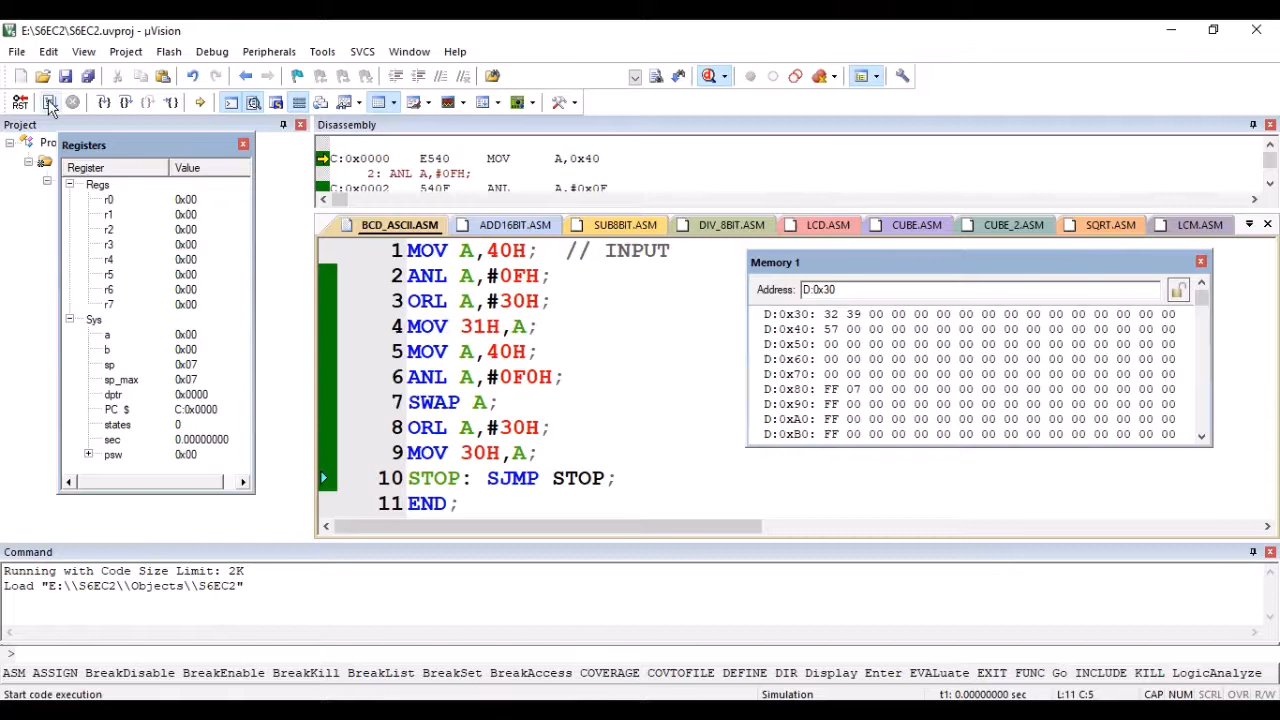 E:\S6EC2\S6EC2.uvproj - µVision
File Edit View Project Flash Debug Peripherals Tools SVCS Window Help
RST
Project
Pro
Registers
Register Value
Regs
r0 0x00
r1 0x00
r2 0x00
r3 0x00
r4 0x00
r5 0x00
r6 0x00
r7 0x00
Sys
a 0x00
b 0x00
sp 0x07
sp_max 0x07
dptr 0x0000
PC $ C:0x0000
states 0
sec 0.00000000
psw 0x00
Disassembly
C:0x0000 E540 MOV A,0x40
2: ANL A,#0FH;
C:0x0002 540F ANL A,#0x0F
BCD_ASCII.ASM ADD16BIT.ASM SUB8BIT.ASM DIV_8BIT.ASM LCD.ASM CUBE.ASM CUBE_2.ASM SQRT.ASM LCM.ASM
1 MOV A,40H; // INPUT
2 ANL A,#0FH;
3 ORL A,#30H;
4 MOV 31H,A;
5 MOV A,40H;
6 ANL A,#0F0H;
7 SWAP A;
8 ORL A,#30H;
9 MOV 30H,A;
10 STOP: SJMP STOP;
11 END;
Memory 1
Address: D:0x30
D:0x30: 32 39 00 00 00 00 00 00 00 00 00 00 00 00 00 00
D:0x40: 57 00 00 00 00 00 00 00 00 00 00 00 00 00 00 00
D:0x50: 00 00 00 00 00 00 00 00 00 00 00 00 00 00 00 00
D:0x60: 00 00 00 00 00 00 00 00 00 00 00 00 00 00 00 00
D:0x70: 00 00 00 00 00 00 00 00 00 00 00 00 00 00 00 00
D:0x80: FF 07 00 00 00 00 00 00 00 00 00 00 00 00 00 00
D:0x90: FF 00 00 00 00 00 00 00 00 00 00 00 00 00 00 00
D:0xA0: FF 00 00 00 00 00 00 00 00 00 00 00 00 00 00 00
D:0xB0: FF 00 00 00 00 00 00 00 00 00 00 00 00 00 00 00
Command
Running with Code Size Limit: 2K
Load "E:\\S6EC2\\Objects\\S6EC2"
>
ASM ASSIGN BreakDisable BreakEnable BreakKill BreakList BreakSet BreakAccess COVERAGE COVTOFILE DEFINE DIR Display Enter EVALuate EXIT FUNC Go INCLUDE KILL LogicAnalyze
Start code execution Simulation t1: 0.00000000 sec L:11 C:5 CAP NUM SCRL OVR R/W